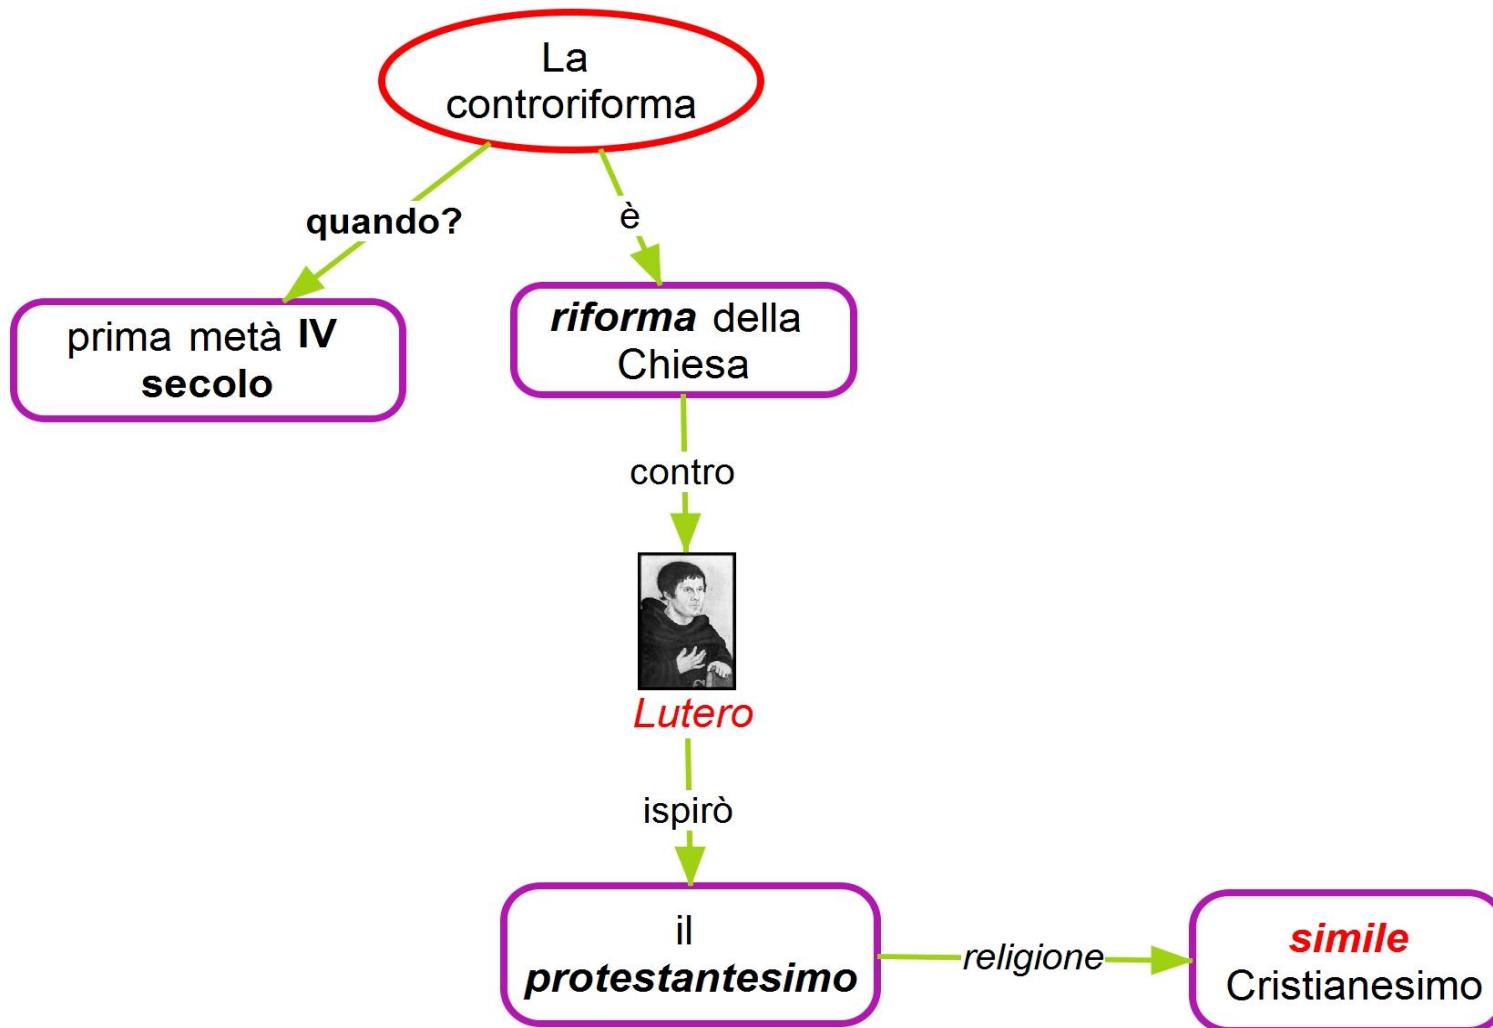 La
controriforma
quando?
è
prima metà IV
secolo
riforma della
Chiesa
contro
Lutero
ispirò
il
protestantesimo
religione
simile
Cristianesimo